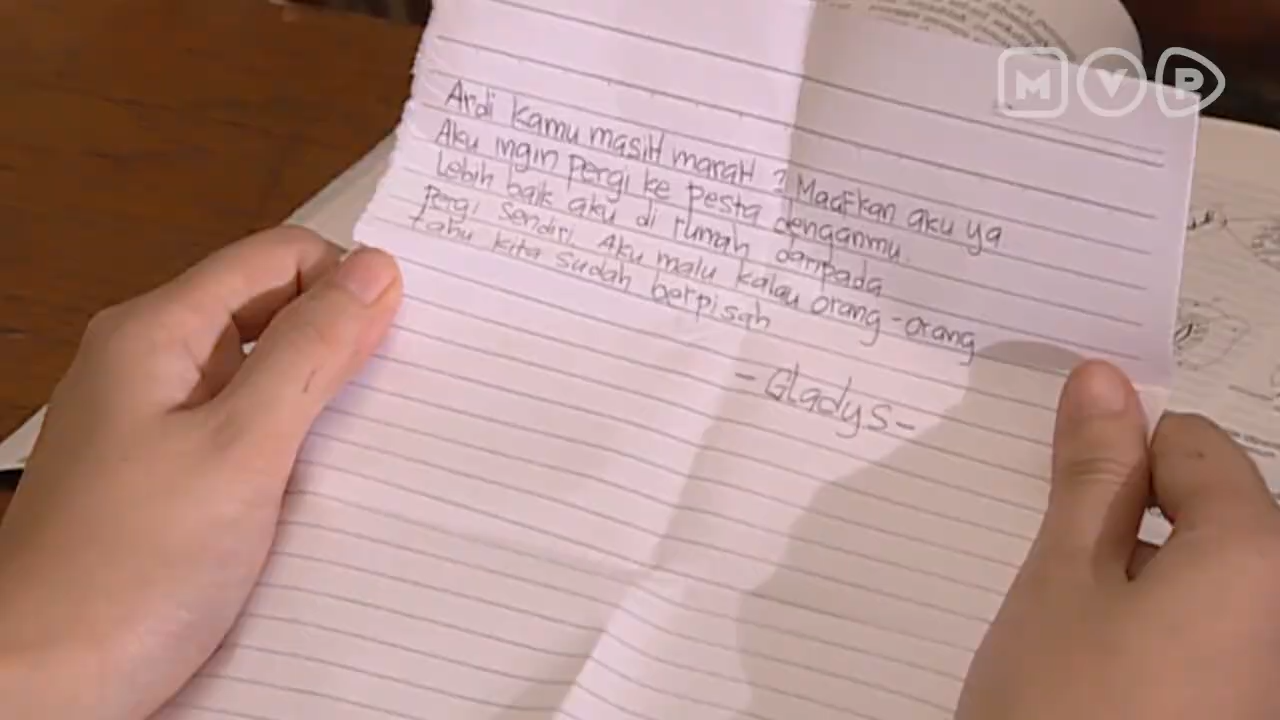 MVP
Ardi kamu masih marah ? Maafkan aku ya
Aku ingin pergi ke pesta denganmu.
Lebih baik aku di rumah daripada
pergi sendiri. Aku malu kalau orang-orang
tahu kita sudah berpisah
-Gladys-